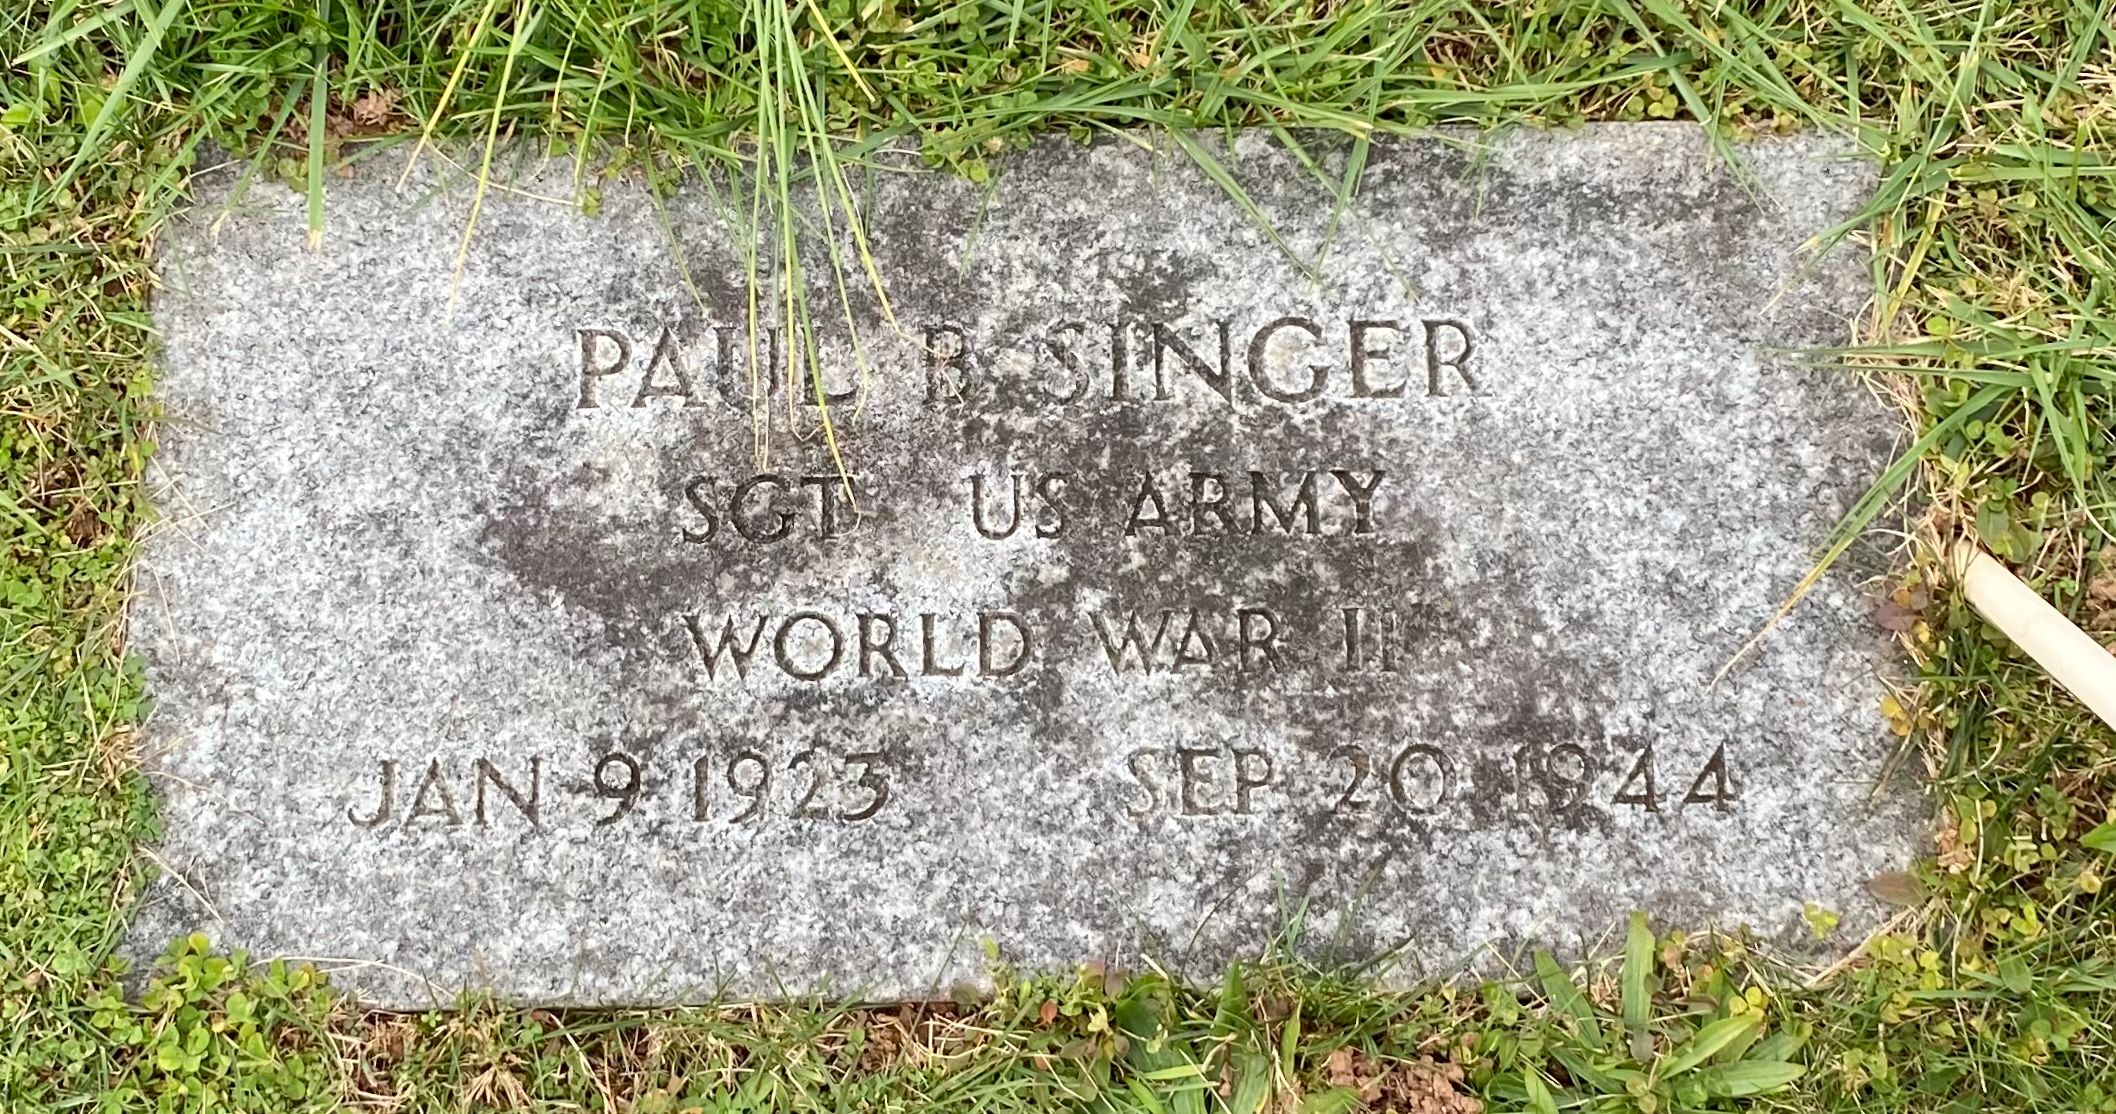 PAUL B SINGER
SGT US ARMY
WORLD WAR II
JAN 9 1923 SEP 20 1944